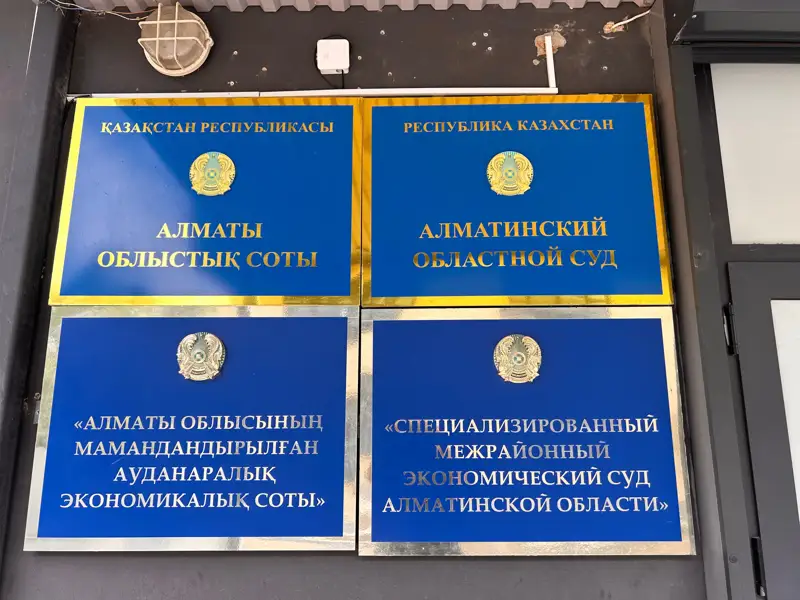 ҚАЗАҚСТАН РЕСПУБЛИКАСЫ
АЛМАТЫ
ОБЛЫСТЫҚ СОТЫ
РЕСПУБЛИКА КАЗАХСТАН
АЛМАТИНСКИЙ
ОБЛАСТНОЙ СУД
«АЛМАТЫ ОБЛЫСЫНЫҢ
МАМАНДАНДЫРЫЛҒАН
АУДАНАРАЛЫҚ
ЭКОНОМИКАЛЫҚ СОТЫ»
«СПЕЦИАЛИЗИРОВАННЫЙ
МЕЖРАЙОННЫЙ
ЭКОНОМИЧЕСКИЙ СУД
АЛМАТИНСКОЙ ОБЛАСТИ»